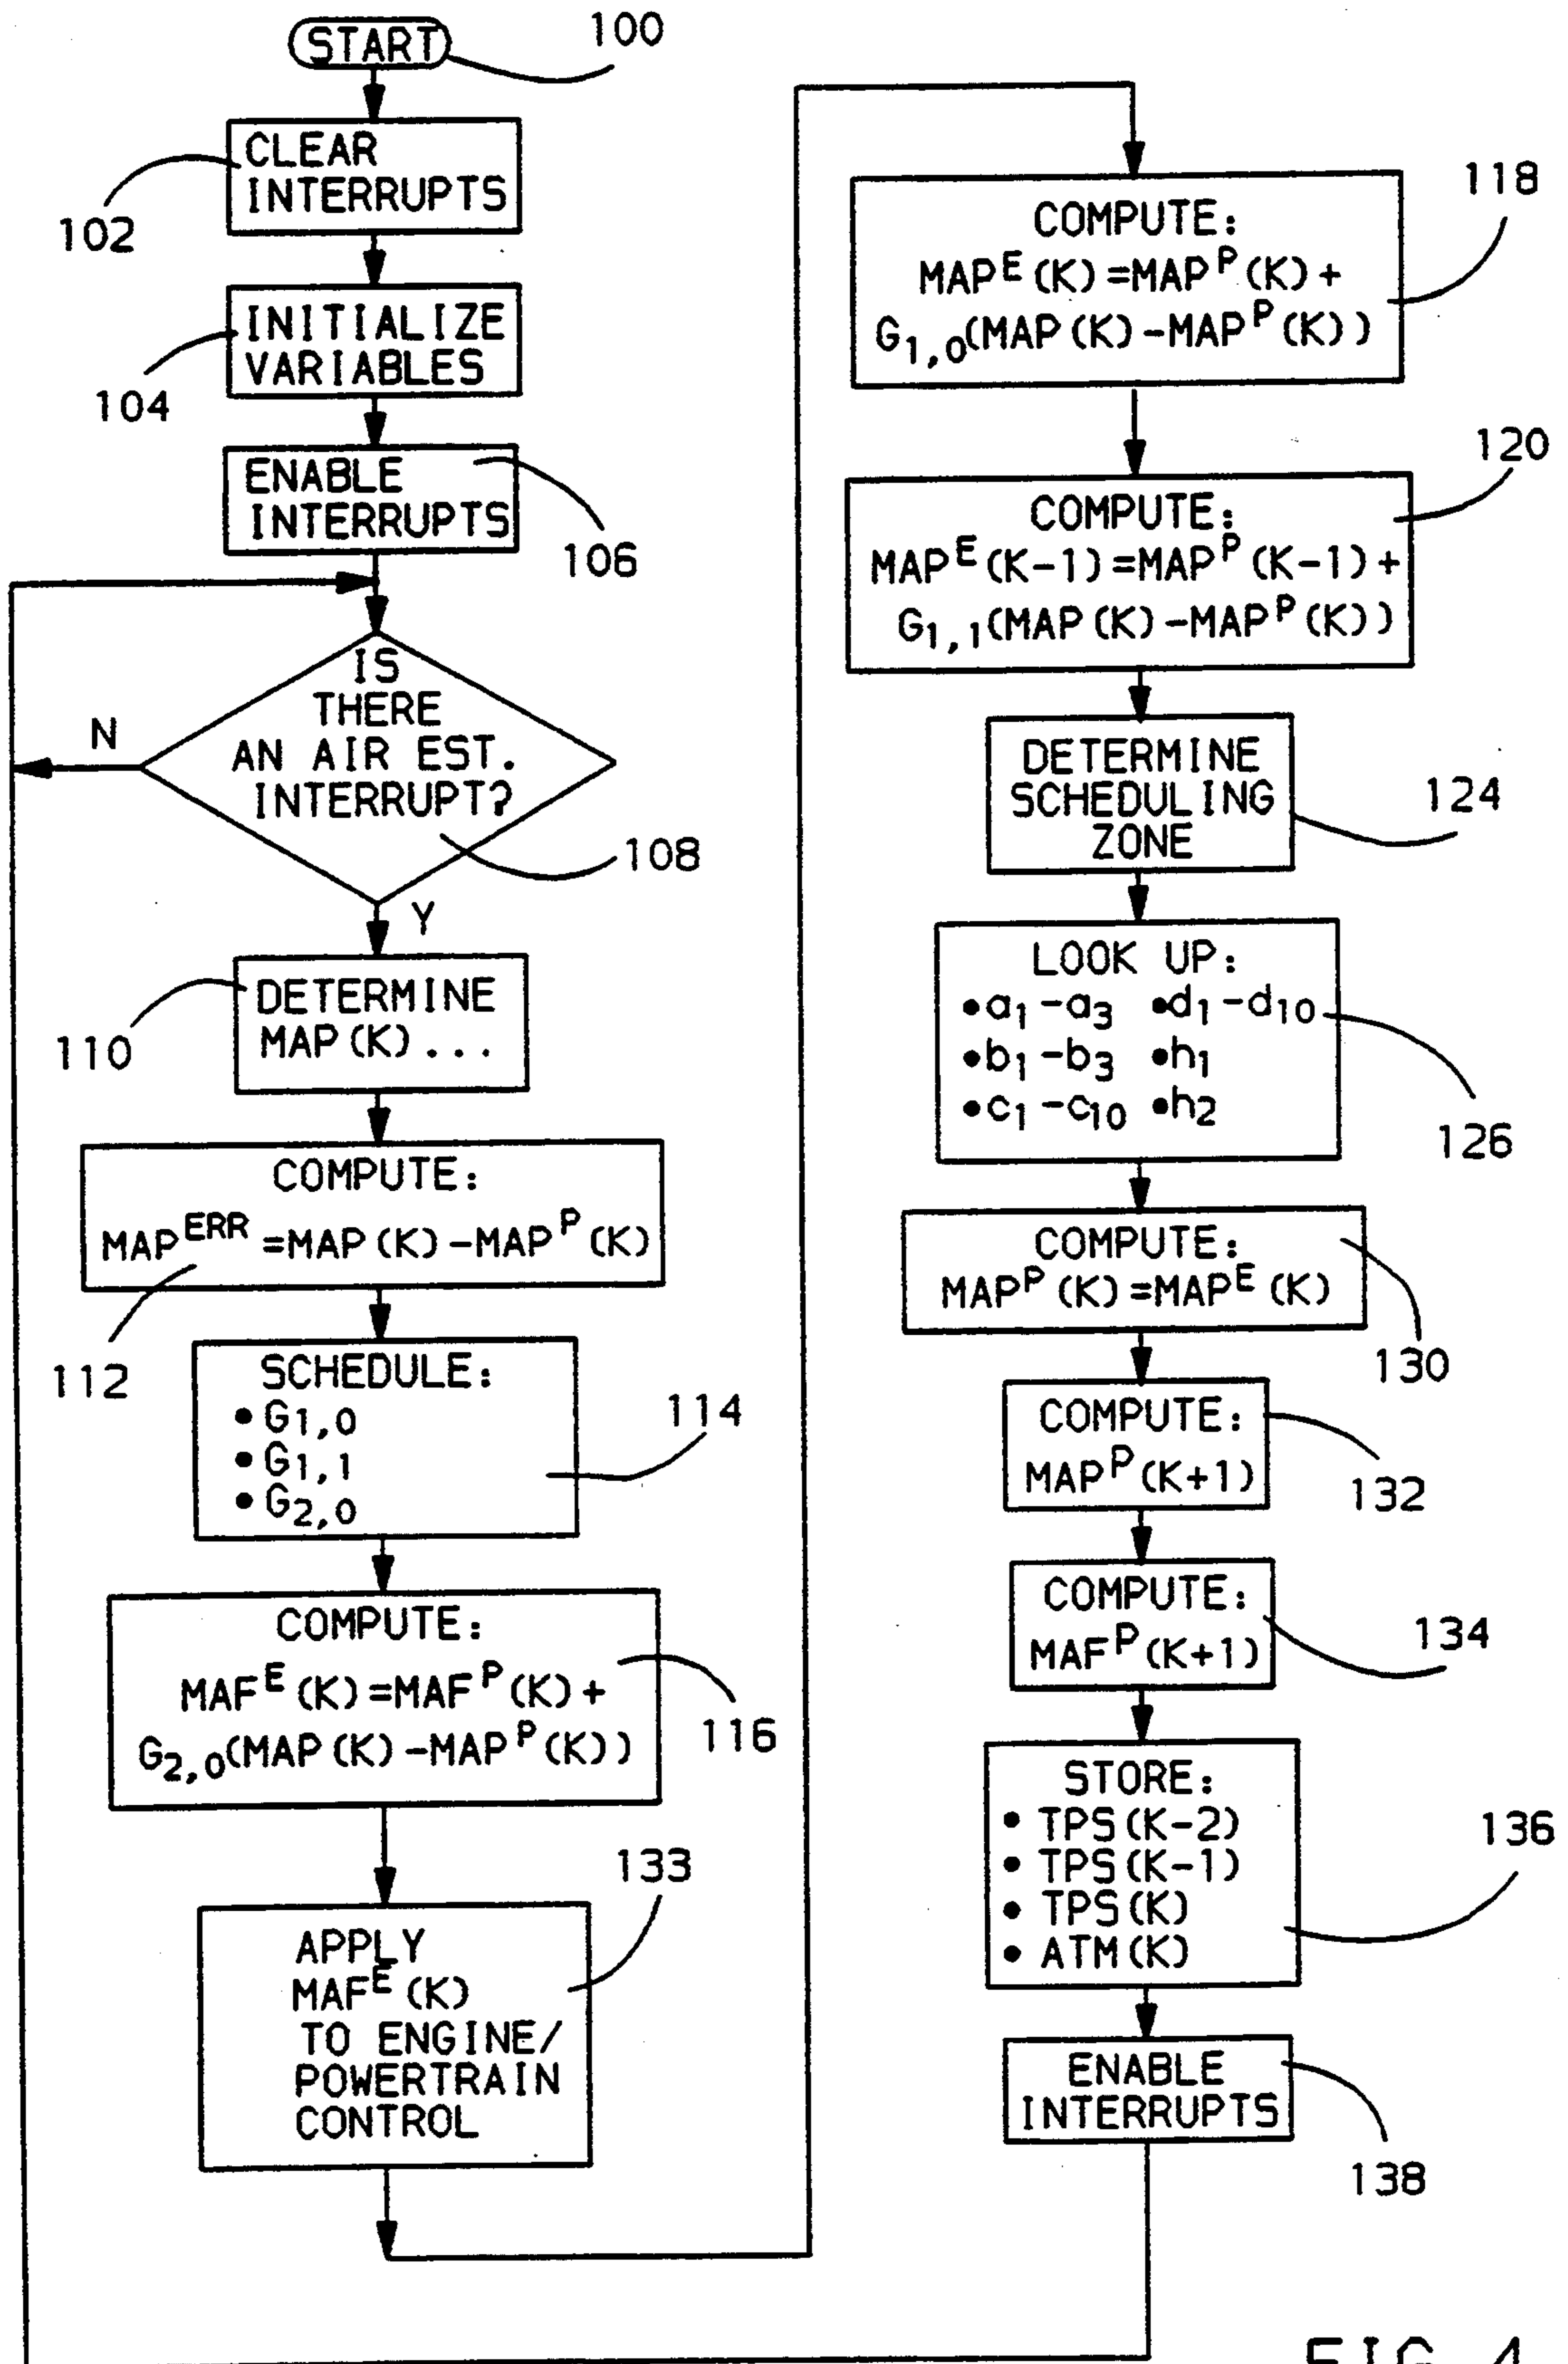 START
100
CLEAR
INTERRUPTS
102
INITIALIZE
VARIABLES
104
ENABLE
INTERRUPTS
106
IS
THERE
AN AIR EST.
INTERRUPT?
N
108
Y
DETERMINE
MAP(K)...
110
COMPUTE:
MAP^ERR =MAP(K)-MAP^P(K)
112
SCHEDULE:
•G1,0
•G1,1
•G2,0
114
COMPUTE:
MAF^E(K)=MAF^P(K)+
G2,0(MAP(K)-MAP^P(K))
116
133
APPLY
MAF^E(K)
TO ENGINE/
POWERTRAIN
CONTROL
118
COMPUTE:
MAP^E(K)=MAP^P(K)+
G1,0(MAP(K)-MAP^P(K))
120
COMPUTE:
MAP^E(K-1)=MAP^P(K-1)+
G1,1(MAP(K)-MAP^P(K))
DETERMINE
SCHEDULING
ZONE
124
LOOK UP:
•a1-a3 •d1-d10
•b1-b3 •h1
•c1-c10 •h2
126
COMPUTE:
MAP^P(K)=MAP^E(K)
130
COMPUTE:
MAP^P(K+1)
132
COMPUTE:
MAF^P(K+1)
134
STORE:
• TPS(K-2)
• TPS(K-1)
• TPS(K)
• ATM(K)
136
ENABLE
INTERRUPTS
138
FIG.4